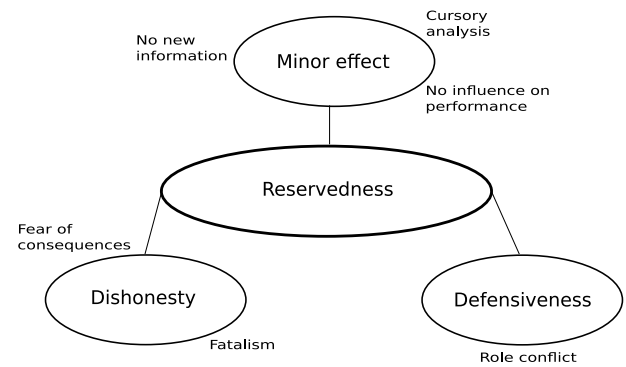 Cursory
analysis
No new
information
Minor effect
No influence on
performance
Reservedness
Fear of
consequences
Dishonesty
Defensiveness
Fatalism
Role conflict